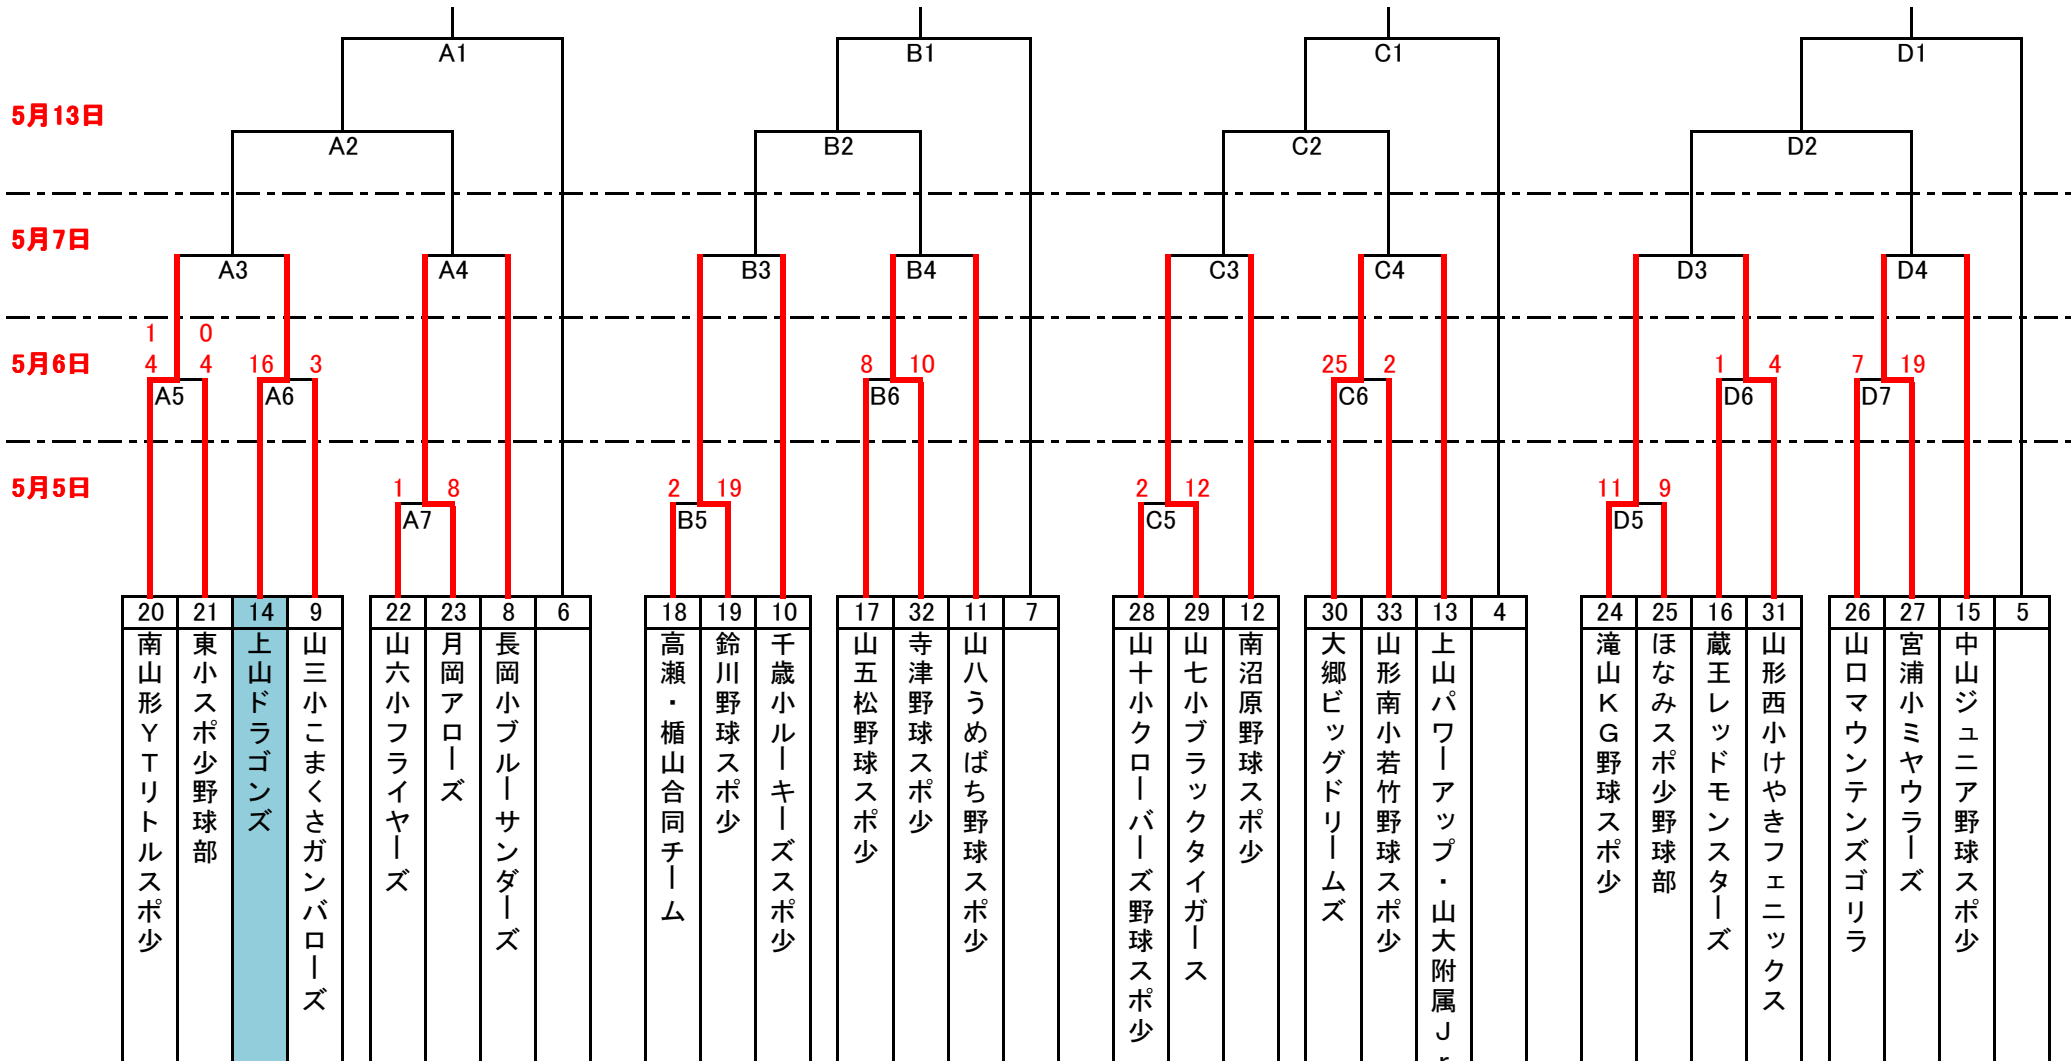 A1
B1
C1
D1
5月13日
A2
B2
C2
D2
5月7日
A3
A4
B3
B4
C3
C4
D3
D4
1 0
5月6日
4 4
16 3
8 10
25 2
1 4
7 19
A5
A6
B6
C6
D6
D7
5月5日
1 8
2 19
2 12
11 9
A7
B5
C5
D5
20 21 14 9 22 23 8 6 18 19 10 17 32 11 7 28 29 12 30 33 13 4 24 25 16 31 26 27 15 5
南山形YTリトルスポ少
東小スポ少野球部
上山ドラゴンズ
山三小こまくさガンバローズ
山六小フライヤーズ
月岡アローズ
長岡小ブルーサンダーズ
高瀬・楯山合同チーム
鈴川野球スポ少
千歳小ルーキーズスポ少
山五松野球スポ少
寺津野球スポ少
山八うめばち野球スポ少
山十小クローバーズ野球スポ少
山七小ブラックタイガース
南沼原野球スポ少
大郷ビッグドリームズ
山形南小若竹野球スポ少
上山パワーアップ・山大附属Jr
滝山KG野球スポ少
ほなみスポ少野球部
蔵王レッドモンスターズ
山形西小けやきフェニックス
山口マウンテンズゴリラ
宮浦小ミヤウラーズ
中山ジュニア野球スポ少